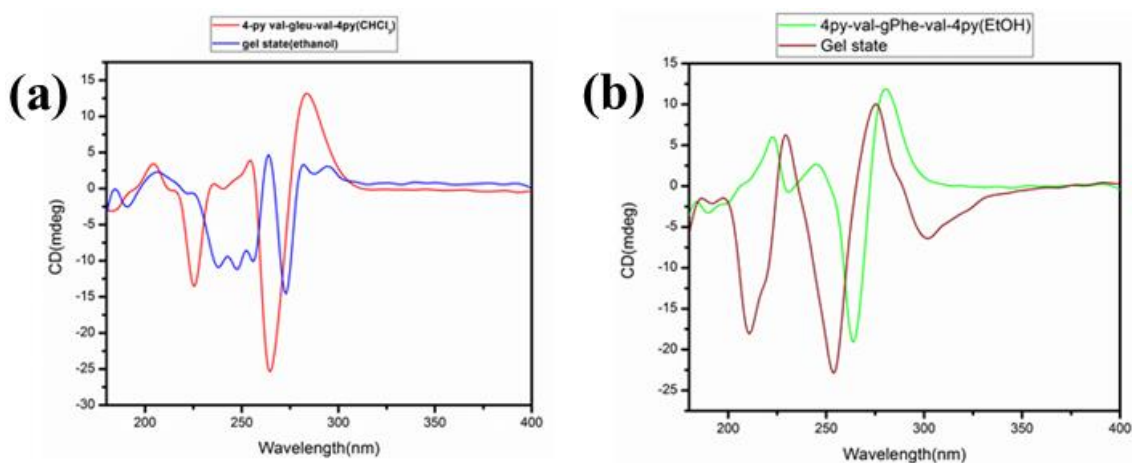 (a)
4-py val-gleu-val-4py(CHCl3)
gel state(ethanol)
CD(mdeg)
15
10
5
0
-5
-10
-15
-20
-25
-30
200
250
300
350
400
Wavelength(nm)
(b)
4py-val-gPhe-val-4py(EtOH)
Gel state
CD(mdeg)
15
10
5
0
-5
-10
-15
-20
-25
200
250
300
350
400
Wavelength(nm)